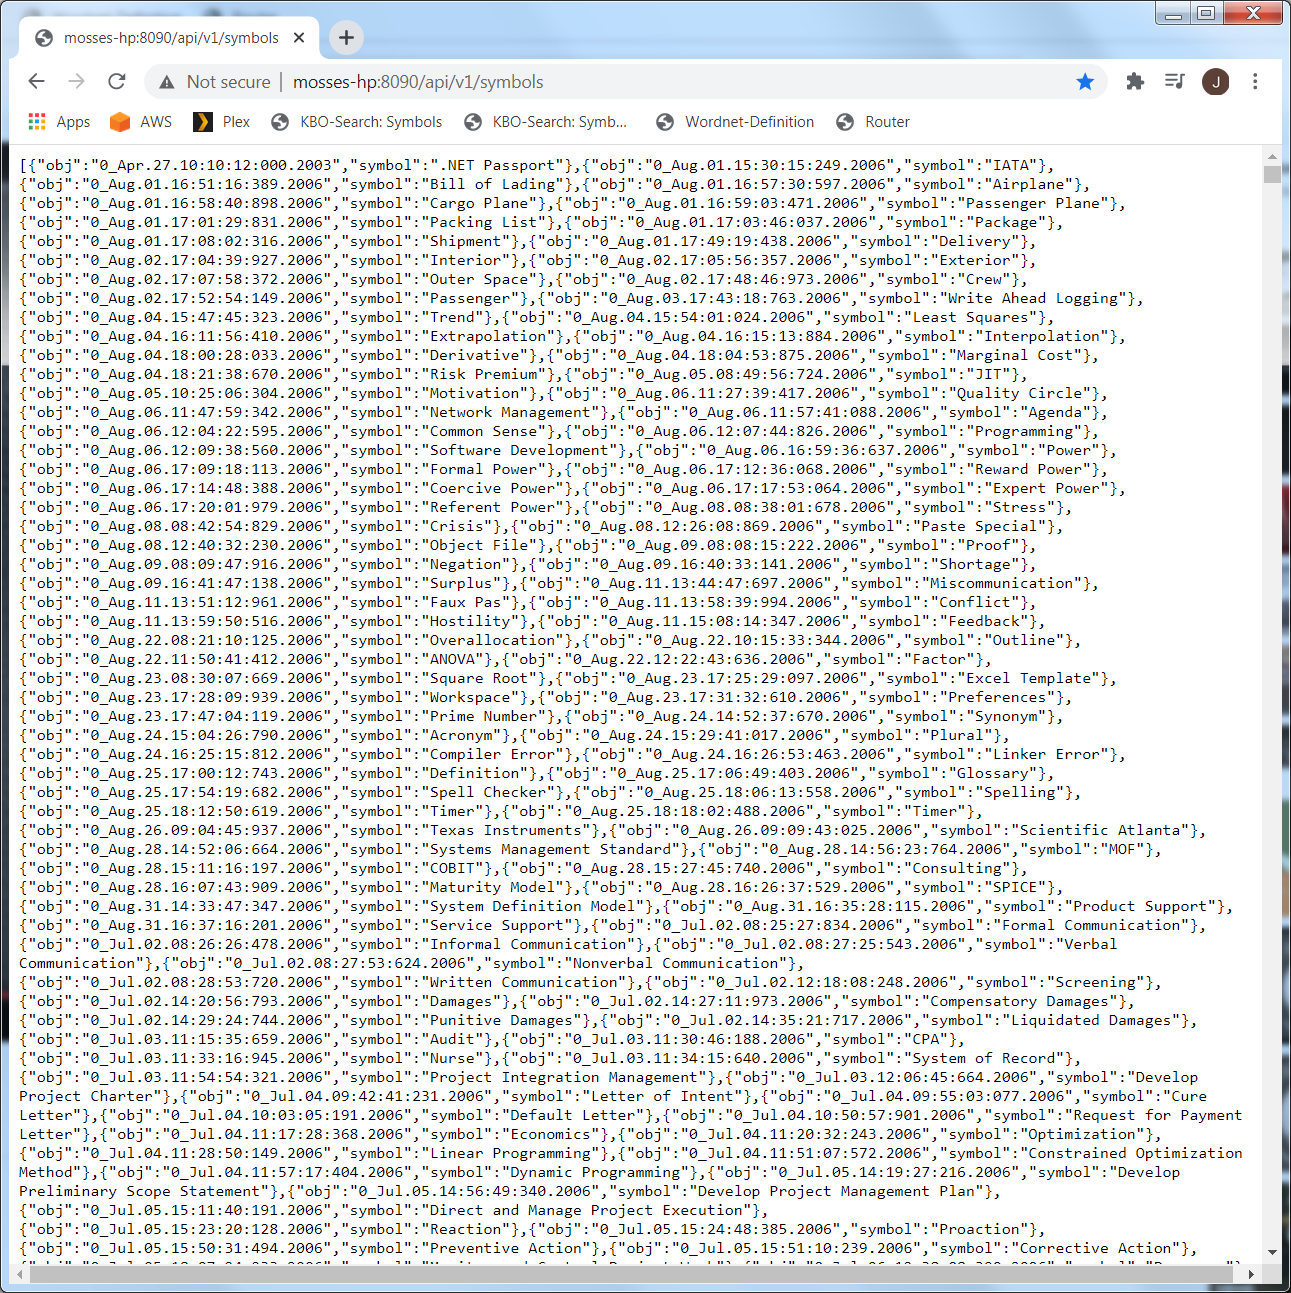 mosses-hp:8090/api/v1/symbols
Not secure | mosses-hp:8090/api/v1/symbols
J
Apps AWS Plex KBO-Search: Symbols KBO-Search: Symb... Wordnet-Definition Router
[{"obj":"0_Apr.27.10:10:12:000.2003","symbol":".NET Passport"},{"obj":"0_Aug.01.15:30:15:249.2006","symbol":"IATA"},
{"obj":"0_Aug.01.16:51:16:389.2006","symbol":"Bill of Lading"},{"obj":"0_Aug.01.16:57:30:597.2006","symbol":"Airplane"},
{"obj":"0_Aug.01.16:58:40:898.2006","symbol":"Cargo Plane"},{"obj":"0_Aug.01.16:59:03:471.2006","symbol":"Passenger Plane"},
{"obj":"0_Aug.01.17:01:29:831.2006","symbol":"Packing List"},{"obj":"0_Aug.01.17:03:46:037.2006","symbol":"Package"},
{"obj":"0_Aug.01.17:08:02:316.2006","symbol":"Shipment"},{"obj":"0_Aug.01.17:49:19:438.2006","symbol":"Delivery"},
{"obj":"0_Aug.02.17:04:39:927.2006","symbol":"Interior"},{"obj":"0_Aug.02.17:05:56:357.2006","symbol":"Exterior"},
{"obj":"0_Aug.02.17:07:58:372.2006","symbol":"Outer Space"},{"obj":"0_Aug.02.17:48:46:973.2006","symbol":"Crew"},
{"obj":"0_Aug.02.17:52:54:149.2006","symbol":"Passenger"},{"obj":"0_Aug.03.17:43:18:763.2006","symbol":"Write Ahead Logging"},
{"obj":"0_Aug.04.15:47:45:323.2006","symbol":"Trend"},{"obj":"0_Aug.04.15:54:01:024.2006","symbol":"Least Squares"},
{"obj":"0_Aug.04.16:11:56:410.2006","symbol":"Extrapolation"},{"obj":"0_Aug.04.16:15:13:884.2006","symbol":"Interpolation"},
{"obj":"0_Aug.04.18:00:28:033.2006","symbol":"Derivative"},{"obj":"0_Aug.04.18:04:53:875.2006","symbol":"Marginal Cost"},
{"obj":"0_Aug.04.18:21:38:670.2006","symbol":"Risk Premium"},{"obj":"0_Aug.05.08:49:56:724.2006","symbol":"JIT"},
{"obj":"0_Aug.05.10:25:06:304.2006","symbol":"Motivation"},{"obj":"0_Aug.06.11:27:39:417.2006","symbol":"Quality Circle"},
{"obj":"0_Aug.06.11:47:59:342.2006","symbol":"Network Management"},{"obj":"0_Aug.06.11:57:41:088.2006","symbol":"Agenda"},
{"obj":"0_Aug.06.12:04:22:595.2006","symbol":"Common Sense"},{"obj":"0_Aug.06.12:07:44:826.2006","symbol":"Programming"},
{"obj":"0_Aug.06.12:09:38:560.2006","symbol":"Software Development"},{"obj":"0_Aug.06.16:59:36:637.2006","symbol":"Power"},
{"obj":"0_Aug.06.17:09:18:113.2006","symbol":"Formal Power"},{"obj":"0_Aug.06.17:12:36:068.2006","symbol":"Reward Power"},
{"obj":"0_Aug.06.17:14:48:388.2006","symbol":"Coercive Power"},{"obj":"0_Aug.06.17:17:53:064.2006","symbol":"Expert Power"},
{"obj":"0_Aug.06.17:20:01:979.2006","symbol":"Referent Power"},{"obj":"0_Aug.08.08:38:01:678.2006","symbol":"Stress"},
{"obj":"0_Aug.08.08:42:54:829.2006","symbol":"Crisis"},{"obj":"0_Aug.08.12:26:08:869.2006","symbol":"Paste Special"},
{"obj":"0_Aug.08.12:40:32:230.2006","symbol":"Object File"},{"obj":"0_Aug.09.08:08:15:222.2006","symbol":"Proof"},
{"obj":"0_Aug.09.08:09:47:916.2006","symbol":"Negation"},{"obj":"0_Aug.09.16:40:33:141.2006","symbol":"Shortage"},
{"obj":"0_Aug.09.16:41:47:138.2006","symbol":"Surplus"},{"obj":"0_Aug.11.13:44:47:697.2006","symbol":"Miscommunication"},
{"obj":"0_Aug.11.13:51:12:961.2006","symbol":"Faux Pas"},{"obj":"0_Aug.11.13:58:39:994.2006","symbol":"Conflict"},
{"obj":"0_Aug.11.13:59:50:516.2006","symbol":"Hostility"},{"obj":"0_Aug.11.15:08:14:347.2006","symbol":"Feedback"},
{"obj":"0_Aug.22.08:21:10:125.2006","symbol":"Overallocation"},{"obj":"0_Aug.22.10:15:33:344.2006","symbol":"Outline"},
{"obj":"0_Aug.22.11:50:41:412.2006","symbol":"ANOVA"},{"obj":"0_Aug.22.12:22:43:636.2006","symbol":"Factor"},
{"obj":"0_Aug.23.08:30:07:669.2006","symbol":"Square Root"},{"obj":"0_Aug.23.17:25:29:097.2006","symbol":"Excel Template"},
{"obj":"0_Aug.23.17:28:09:939.2006","symbol":"Workspace"},{"obj":"0_Aug.23.17:31:32:610.2006","symbol":"Preferences"},
{"obj":"0_Aug.23.17:47:04:119.2006","symbol":"Prime Number"},{"obj":"0_Aug.24.14:52:37:670.2006","symbol":"Synonym"},
{"obj":"0_Aug.24.15:04:26:790.2006","symbol":"Acronym"},{"obj":"0_Aug.24.15:29:41:017.2006","symbol":"Plural"},
{"obj":"0_Aug.24.16:25:15:812.2006","symbol":"Compiler Error"},{"obj":"0_Aug.24.16:26:53:463.2006","symbol":"Linker Error"},
{"obj":"0_Aug.25.17:00:12:743.2006","symbol":"Definition"},{"obj":"0_Aug.25.17:06:49:403.2006","symbol":"Glossary"},
{"obj":"0_Aug.25.17:54:19:682.2006","symbol":"Spell Checker"},{"obj":"0_Aug.25.18:06:13:558.2006","symbol":"Spelling"},
{"obj":"0_Aug.25.18:12:50:619.2006","symbol":"Timer"},{"obj":"0_Aug.25.18:18:02:488.2006","symbol":"Timer"},
{"obj":"0_Aug.26.09:04:45:937.2006","symbol":"Texas Instruments"},{"obj":"0_Aug.26.09:09:43:025.2006","symbol":"Scientific Atlanta"},
{"obj":"0_Aug.28.14:52:06:664.2006","symbol":"Systems Management Standard"},{"obj":"0_Aug.28.14:56:23:764.2006","symbol":"MOF"},
{"obj":"0_Aug.28.15:11:16:197.2006","symbol":"COBIT"},{"obj":"0_Aug.28.15:27:45:740.2006","symbol":"Consulting"},
{"obj":"0_Aug.28.16:07:43:909.2006","symbol":"Maturity Model"},{"obj":"0_Aug.28.16:26:37:529.2006","symbol":"SPICE"},
{"obj":"0_Aug.31.14:33:47:347.2006","symbol":"System Definition Model"},{"obj":"0_Aug.31.16:35:28:115.2006","symbol":"Product Support"},
{"obj":"0_Aug.31.16:37:16:201.2006","symbol":"Service Support"},{"obj":"0_Jul.02.08:25:27:834.2006","symbol":"Formal Communication"},
{"obj":"0_Jul.02.08:26:26:478.2006","symbol":"Informal Communication"},{"obj":"0_Jul.02.08:27:25:543.2006","symbol":"Verbal
Communication"},{"obj":"0_Jul.02.08:27:53:624.2006","symbol":"Nonverbal Communication"},
{"obj":"0_Jul.02.08:28:53:720.2006","symbol":"Written Communication"},{"obj":"0_Jul.02.12:18:08:248.2006","symbol":"Screening"},
{"obj":"0_Jul.02.14:20:56:793.2006","symbol":"Damages"},{"obj":"0_Jul.02.14:27:11:973.2006","symbol":"Compensatory Damages"},
{"obj":"0_Jul.02.14:29:24:744.2006","symbol":"Punitive Damages"},{"obj":"0_Jul.02.14:35:21:717.2006","symbol":"Liquidated Damages"},
{"obj":"0_Jul.03.11:15:35:659.2006","symbol":"Audit"},{"obj":"0_Jul.03.11:30:46:188.2006","symbol":"CPA"},
{"obj":"0_Jul.03.11:33:16:945.2006","symbol":"Nurse"},{"obj":"0_Jul.03.11:34:15:640.2006","symbol":"System of Record"},
{"obj":"0_Jul.03.11:54:54:321.2006","symbol":"Project Integration Management"},{"obj":"0_Jul.03.12:06:45:664.2006","symbol":"Develop
Project Charter"},{"obj":"0_Jul.04.09:42:41:231.2006","symbol":"Letter of Intent"},{"obj":"0_Jul.04.09:55:03:077.2006","symbol":"Cure
Letter"},{"obj":"0_Jul.04.10:03:05:191.2006","symbol":"Default Letter"},{"obj":"0_Jul.04.10:50:57:901.2006","symbol":"Request for Payment
Letter"},{"obj":"0_Jul.04.11:17:28:368.2006","symbol":"Economics"},{"obj":"0_Jul.04.11:20:32:243.2006","symbol":"Optimization"},
{"obj":"0_Jul.04.11:28:50:149.2006","symbol":"Linear Programming"},{"obj":"0_Jul.04.11:51:07:572.2006","symbol":"Constrained Optimization
Method"},{"obj":"0_Jul.04.11:57:17:404.2006","symbol":"Dynamic Programming"},{"obj":"0_Jul.05.14:19:27:216.2006","symbol":"Develop
Preliminary Scope Statement"},{"obj":"0_Jul.05.14:56:49:340.2006","symbol":"Develop Project Management Plan"},
{"obj":"0_Jul.05.15:11:40:191.2006","symbol":"Direct and Manage Project Execution"},
{"obj":"0_Jul.05.15:23:20:128.2006","symbol":"Reaction"},{"obj":"0_Jul.05.15:24:48:385.2006","symbol":"Proaction"},
{"obj":"0_Jul.05.15:50:31:494.2006","symbol":"Preventive Action"},{"obj":"0_Jul.05.15:51:10:239.2006","symbol":"Corrective Action"},